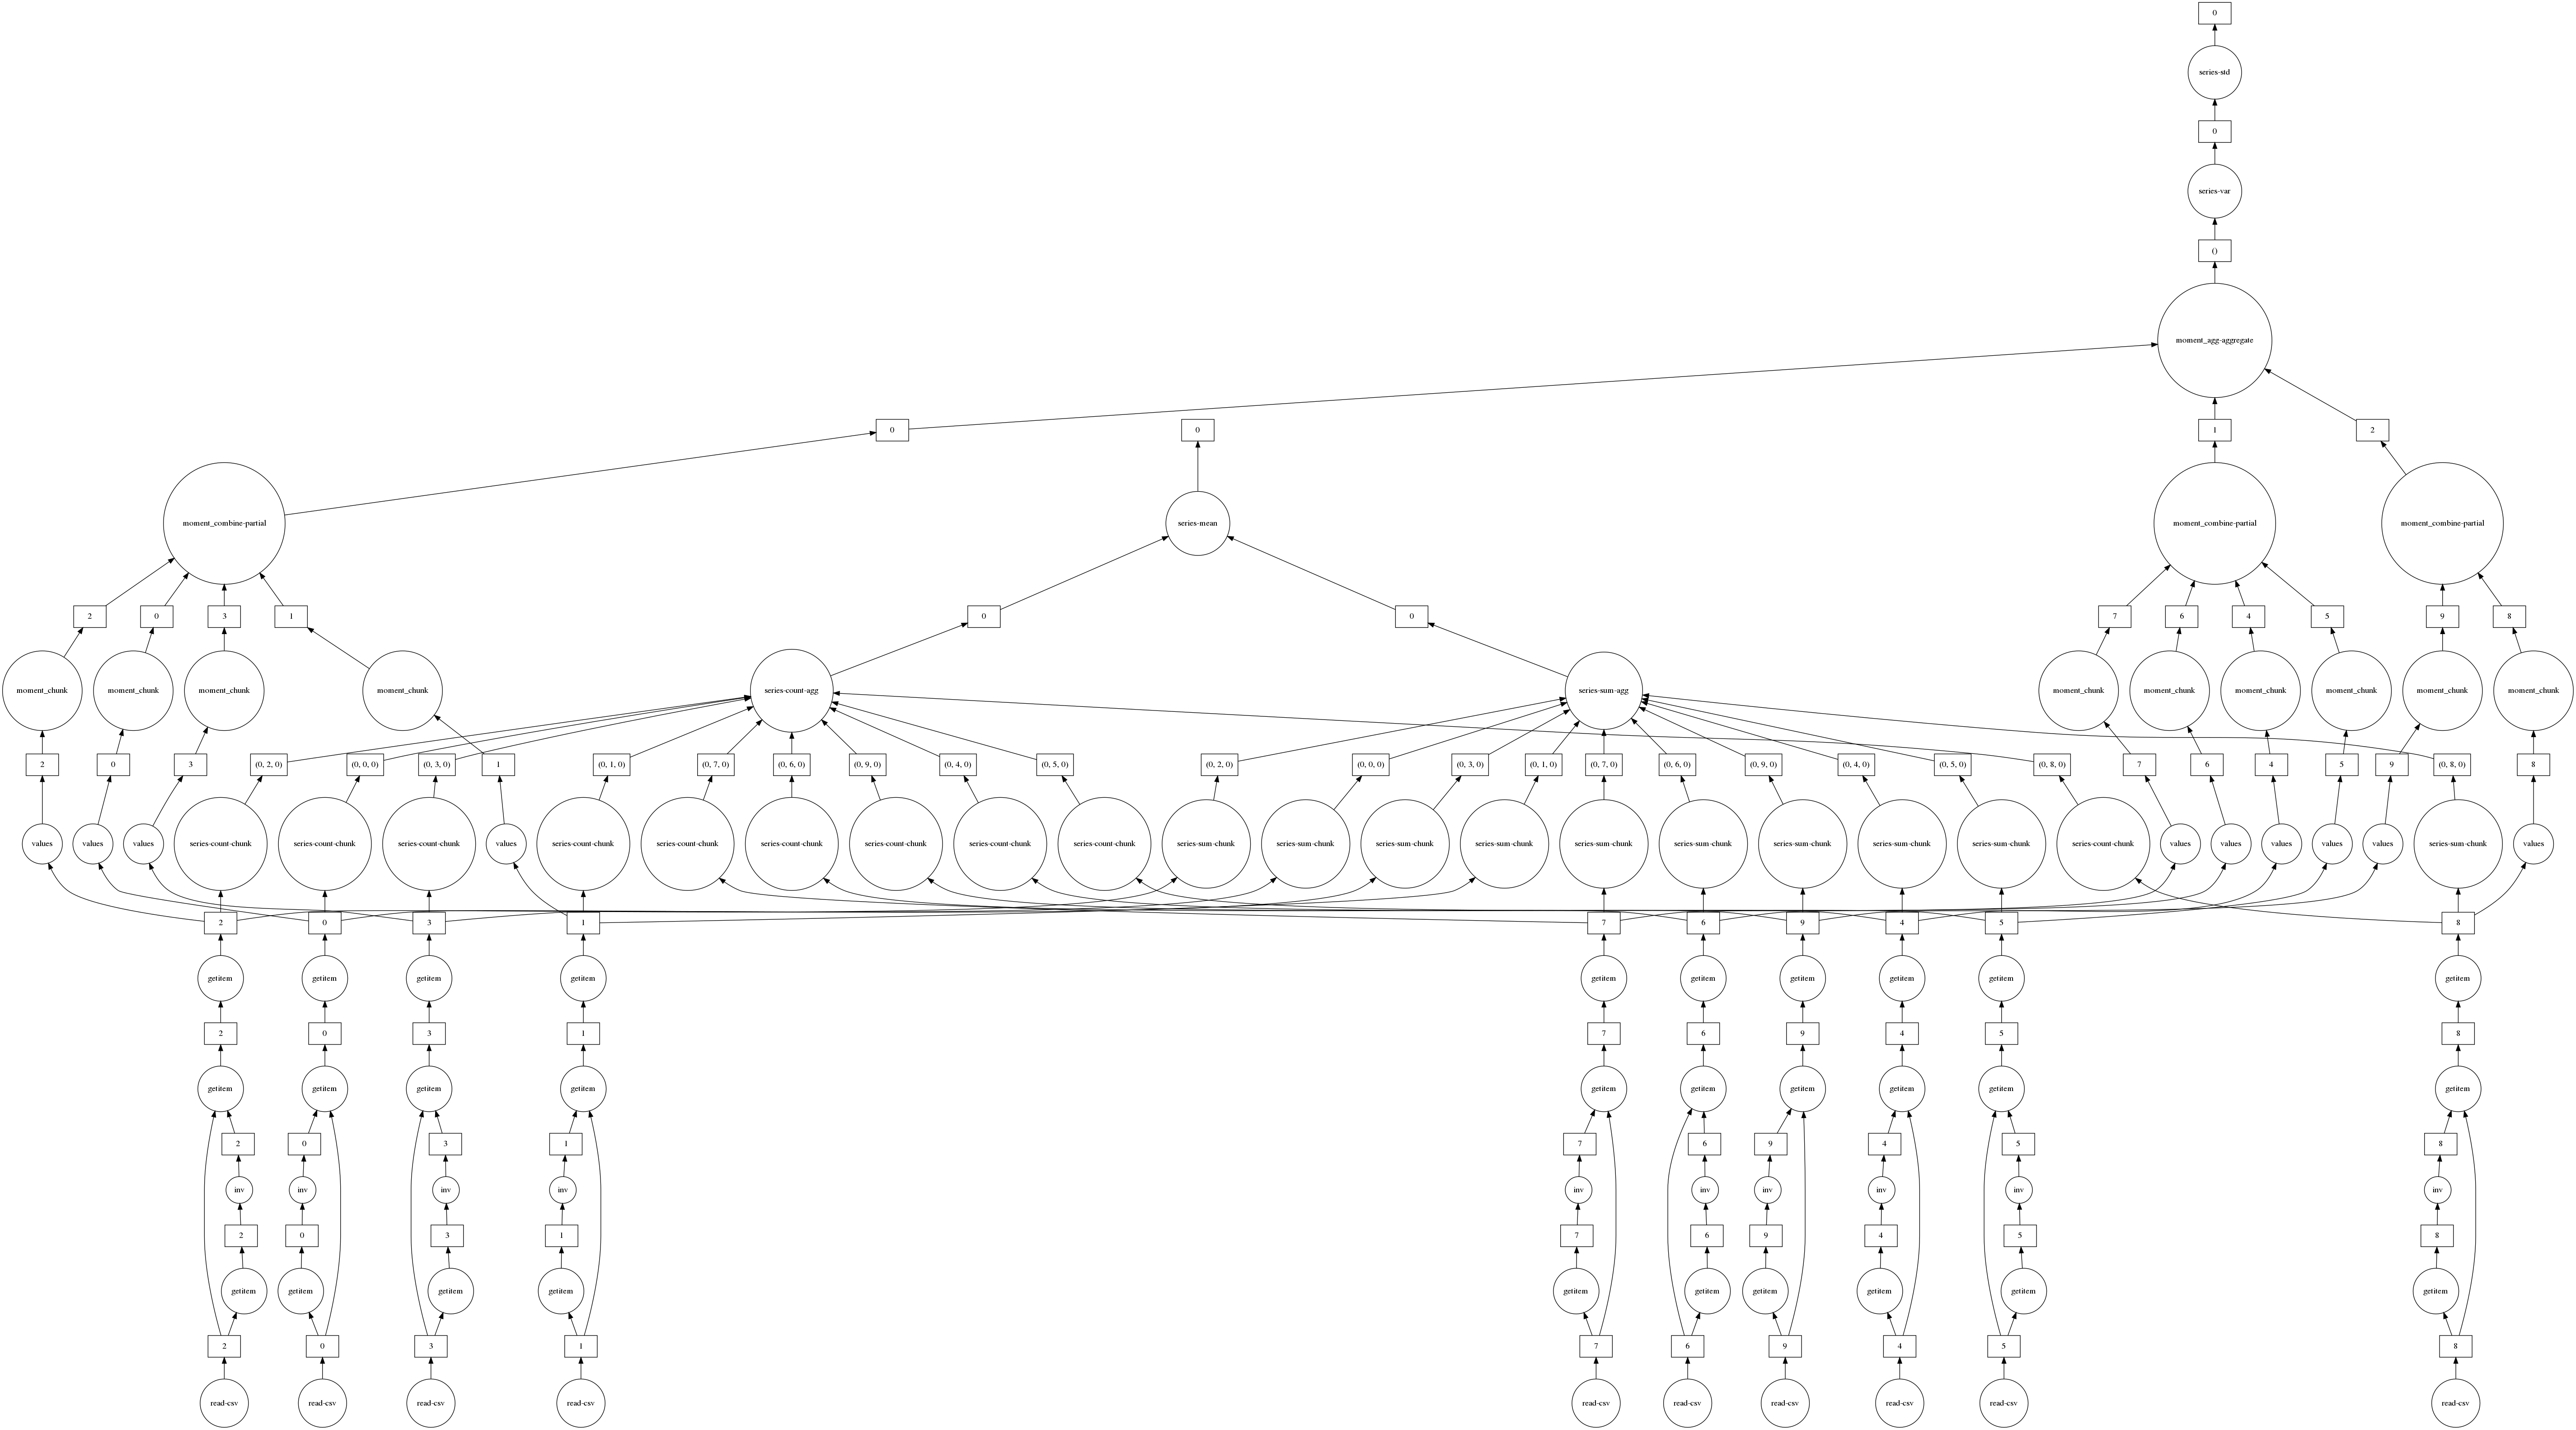 0
series-std
0
series-var
()
moment_agg-aggregate
0 0 1 2
moment_combine-partial series-mean moment_combine-partial moment_combine-partial
2 0 3 1 0 0 7 6 4 5 9 8
moment_chunk moment_chunk moment_chunk moment_chunk series-count-agg series-sum-agg moment_chunk moment_chunk moment_chunk moment_chunk moment_chunk moment_chunk
2 0 3 (0, 2, 0) (0, 0, 0) (0, 3, 0) 1 (0, 1, 0) (0, 7, 0) (0, 6, 0) (0, 9, 0) (0, 4, 0) (0, 5, 0) (0, 2, 0) (0, 0, 0) (0, 3, 0) (0, 1, 0) (0, 7, 0) (0, 6, 0) (0, 9, 0) (0, 4, 0) (0, 5, 0) (0, 8, 0) 7 6 4 5 9 (0, 8, 0) 8
values values values series-count-chunk series-count-chunk series-count-chunk values series-count-chunk series-count-chunk series-count-chunk series-count-chunk series-count-chunk series-count-chunk series-sum-chunk series-sum-chunk series-sum-chunk series-sum-chunk series-sum-chunk series-sum-chunk series-sum-chunk series-sum-chunk series-sum-chunk series-count-chunk values values values values values series-sum-chunk values
2 0 3 1 7 6 9 4 5 8
getitem getitem getitem getitem getitem getitem getitem getitem getitem getitem
2 0 3 1 7 6 9 4 5 8
getitem getitem getitem getitem getitem getitem getitem getitem getitem getitem
2 0 3 1 7 6 9 4 5 8
inv inv inv inv inv inv inv inv inv inv
2 0 3 1 7 6 9 4 5 8
getitem getitem getitem getitem getitem getitem getitem getitem getitem getitem
2 0 3 1 7 6 9 4 5 8
read-csv read-csv read-csv read-csv read-csv read-csv read-csv read-csv read-csv read-csv